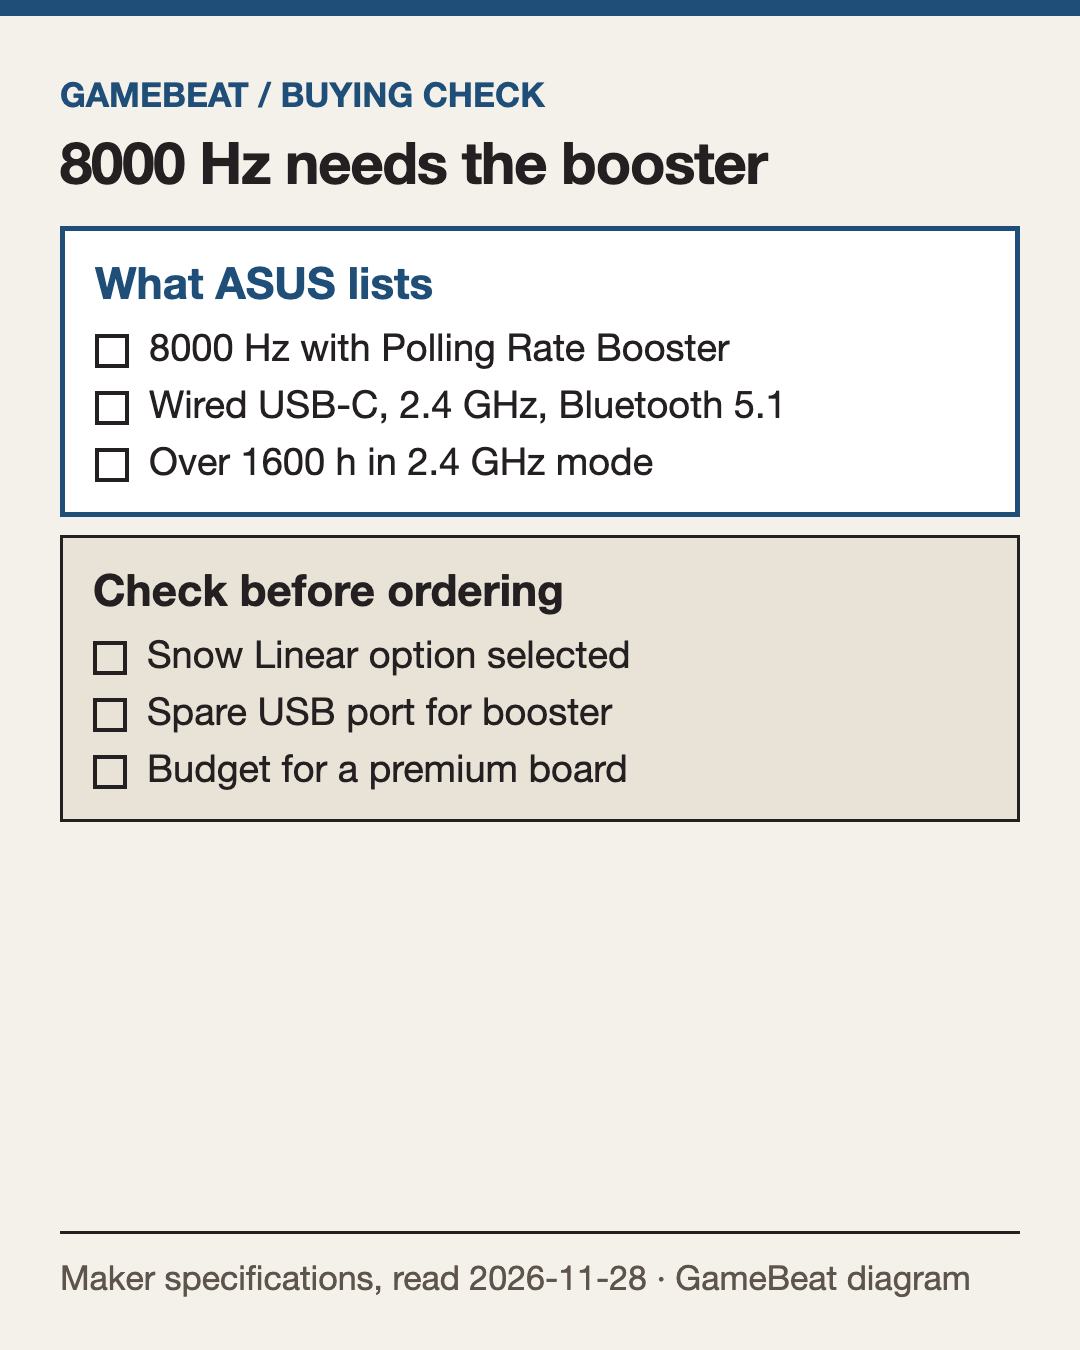 GAMEBEAT / BUYING CHECK
8000 Hz needs the booster
What ASUS lists
8000 Hz with Polling Rate Booster
Wired USB-C, 2.4 GHz, Bluetooth 5.1
Over 1600 h in 2.4 GHz mode
Check before ordering
Snow Linear option selected
Spare USB port for booster
Budget for a premium board
Maker specifications, read 2026-11-28 · GameBeat diagram